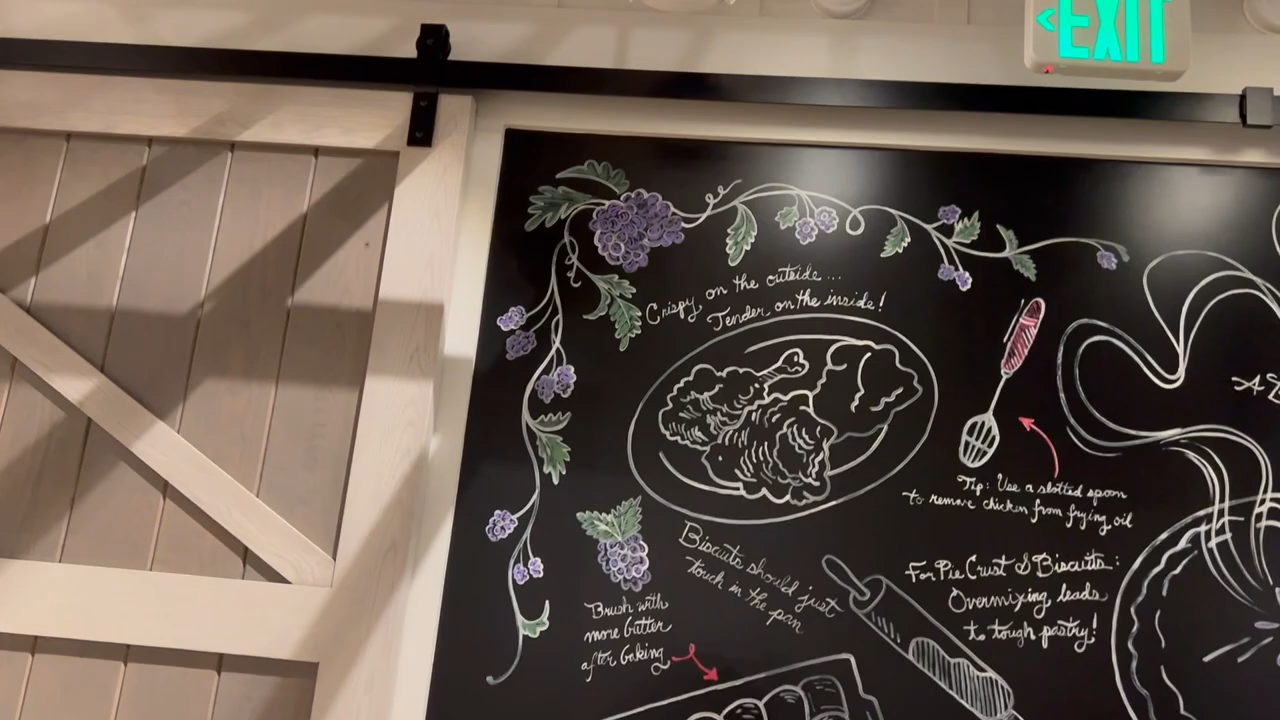 <EXIT
Crispy on the outside...
Tender on the inside!
Tip: Use a slotted spoon
to remove chicken from frying oil
Biscuits should just
touch in the pan
For Pie Crust & Biscuits:
Overmixing leads
to tough pastry!
Brush with
more butter
after baking